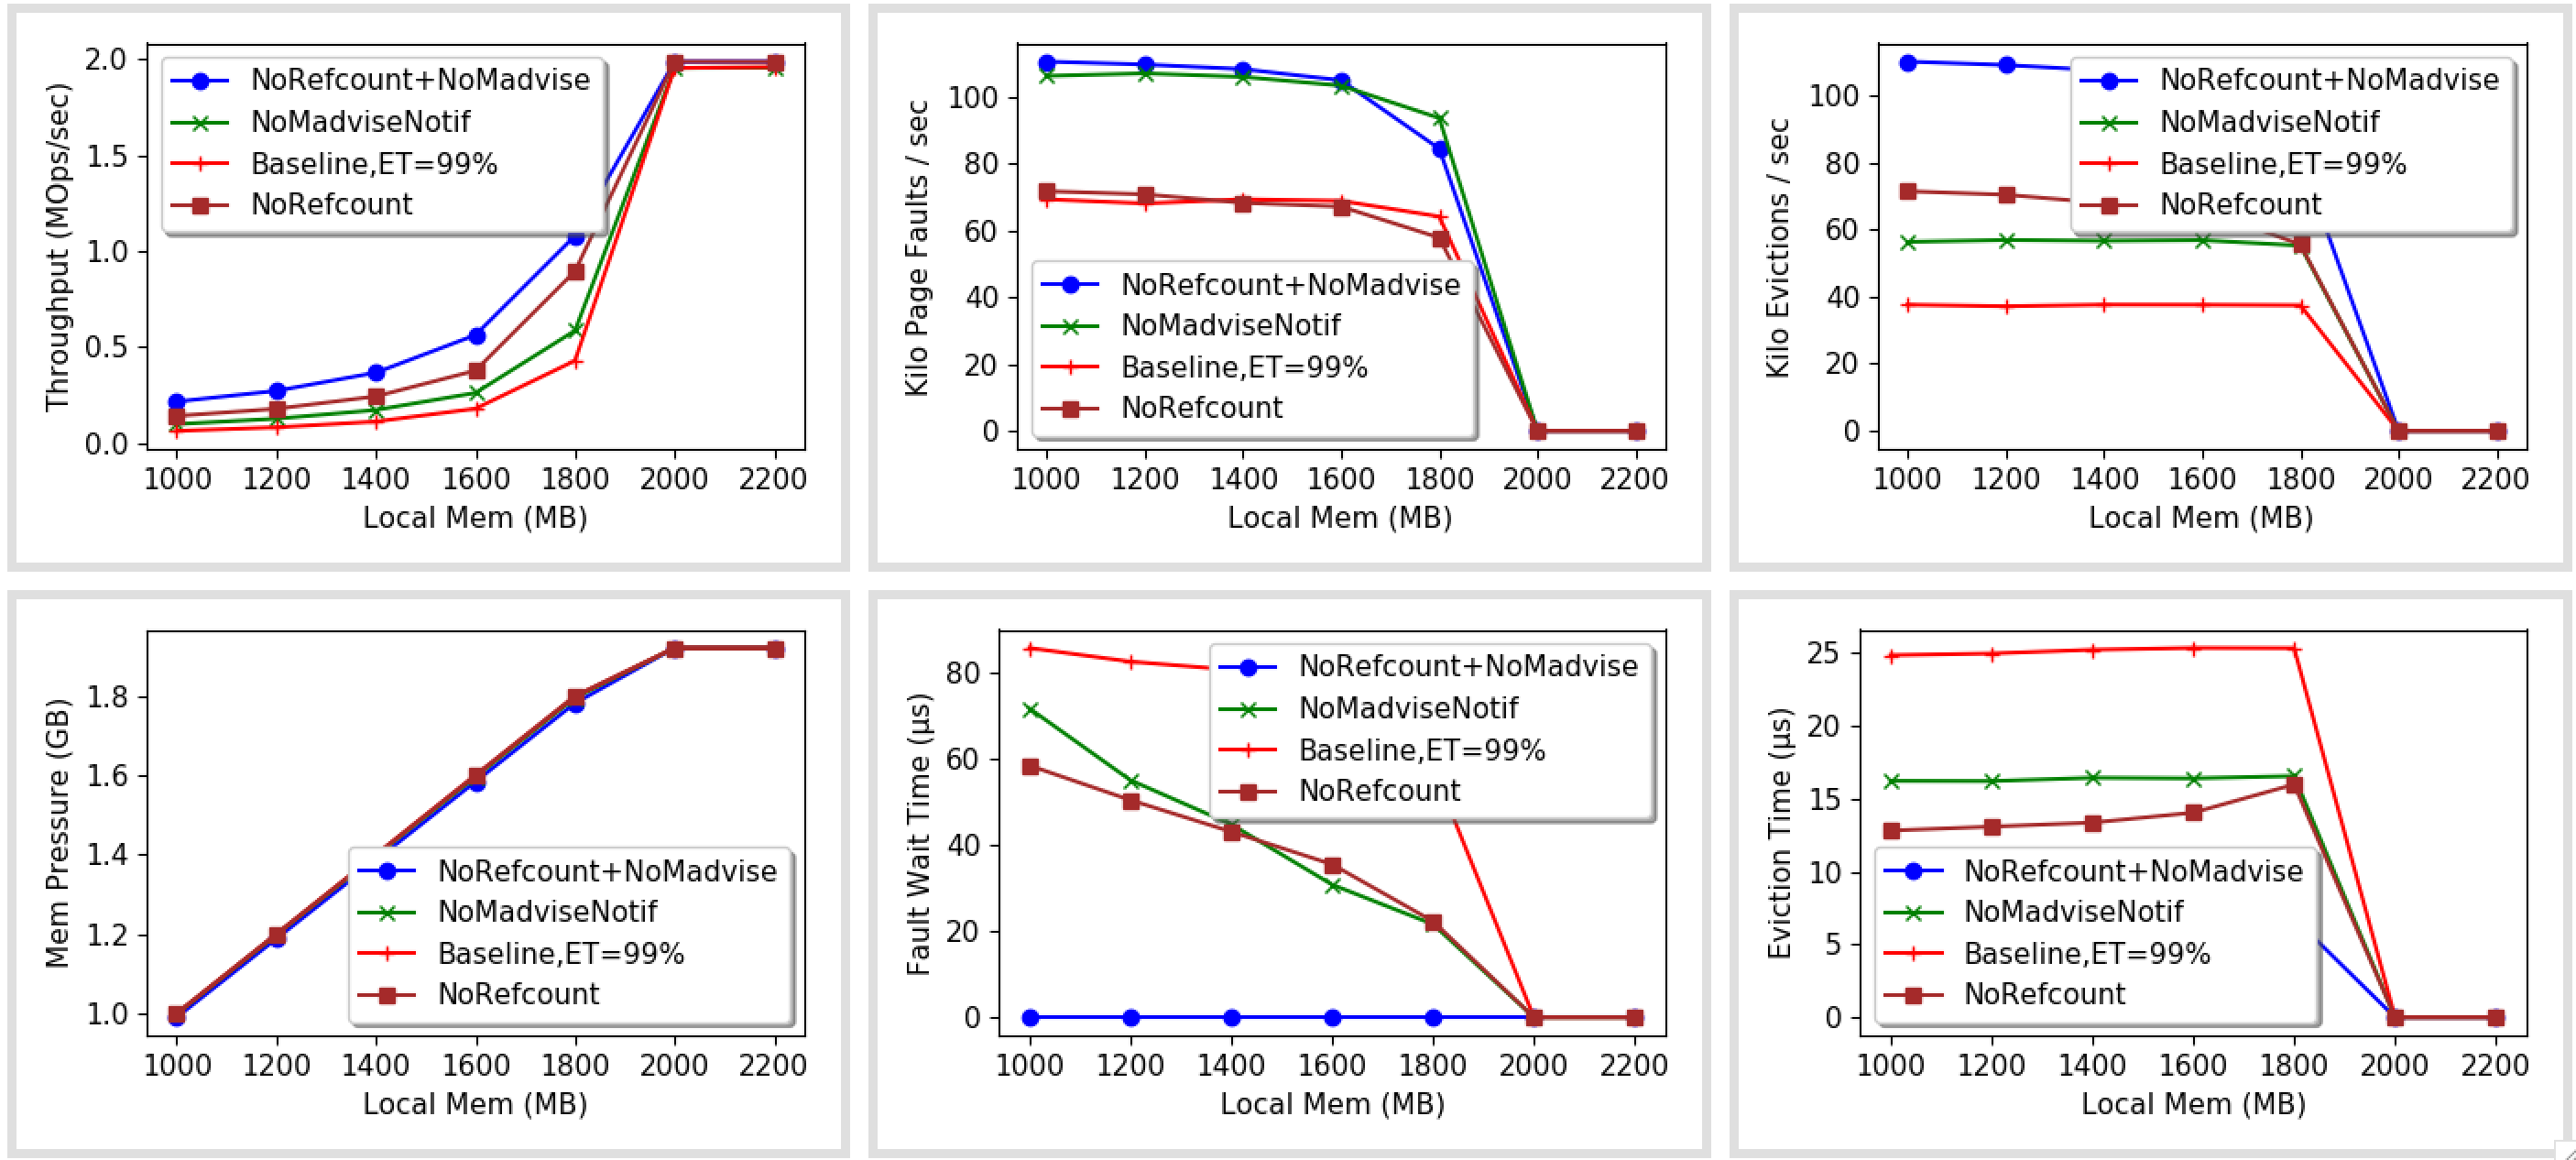 Throughput (MOps/sec)
2.0
1.5
1.0
0.5
0.0
NoRefcount+NoMadvise
NoMadviseNotif
Baseline,ET=99%
NoRefcount
1000 1200 1400 1600 1800 2000 2200
Local Mem (MB)
Kilo Page Faults / sec
100
80
60
40
20
0
NoRefcount+NoMadvise
NoMadviseNotif
Baseline,ET=99%
NoRefcount
1000 1200 1400 1600 1800 2000 2200
Local Mem (MB)
Kilo Evictions / sec
100
80
60
40
20
0
NoRefcount+NoMadvise
NoMadviseNotif
Baseline,ET=99%
NoRefcount
1000 1200 1400 1600 1800 2000 2200
Local Mem (MB)
Mem Pressure (GB)
1.8
1.6
1.4
1.2
1.0
NoRefcount+NoMadvise
NoMadviseNotif
Baseline,ET=99%
NoRefcount
1000 1200 1400 1600 1800 2000 2200
Local Mem (MB)
Fault Wait Time (µs)
80
60
40
20
0
NoRefcount+NoMadvise
NoMadviseNotif
Baseline,ET=99%
NoRefcount
1000 1200 1400 1600 1800 2000 2200
Local Mem (MB)
Eviction Time (µs)
25
20
15
10
5
0
NoRefcount+NoMadvise
NoMadviseNotif
Baseline,ET=99%
NoRefcount
1000 1200 1400 1600 1800 2000 2200
Local Mem (MB)